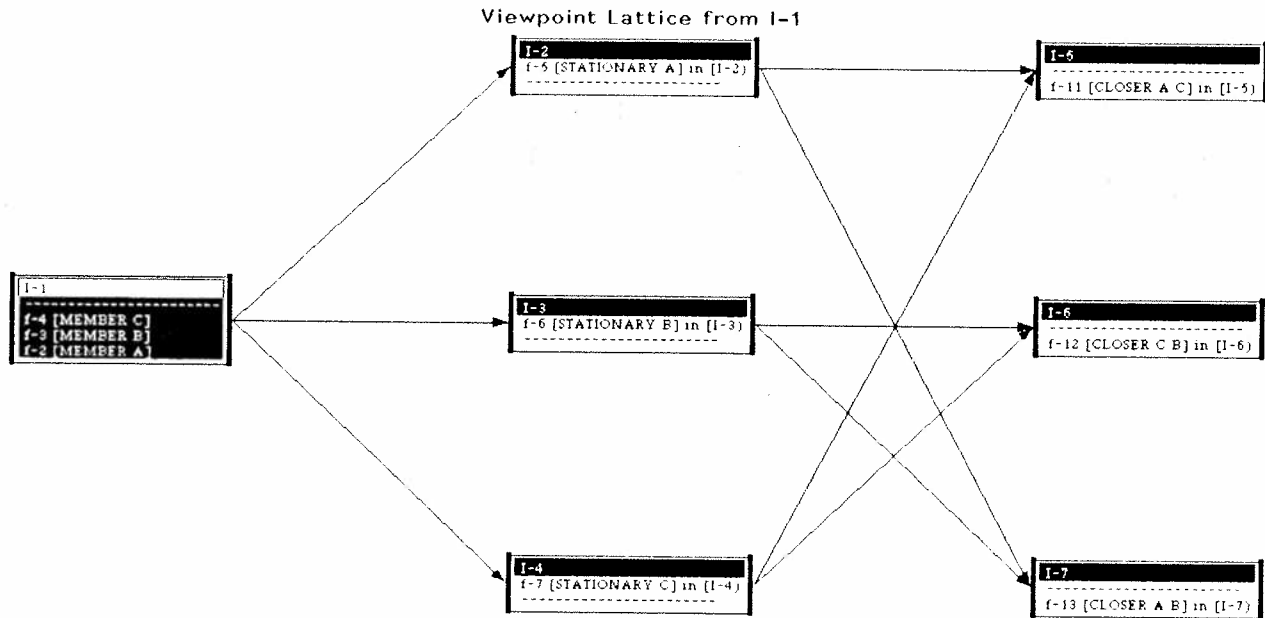 Viewpoint Lattice from I-1
I-1
f-4 [MEMBER C]
f-3 [MEMBER B]
f-2 [MEMBER A]
I-2
f-5 [STATIONARY A] in [I-2)
I-3
f-6 [STATIONARY B] in [I-3)
I-4
f-7 [STATIONARY C] in [I-4)
I-5
f-11 [CLOSER A C] in [I-5)
I-6
f-12 [CLOSER C B] in [I-6)
I-7
f-13 [CLOSER A B] in [I-7)